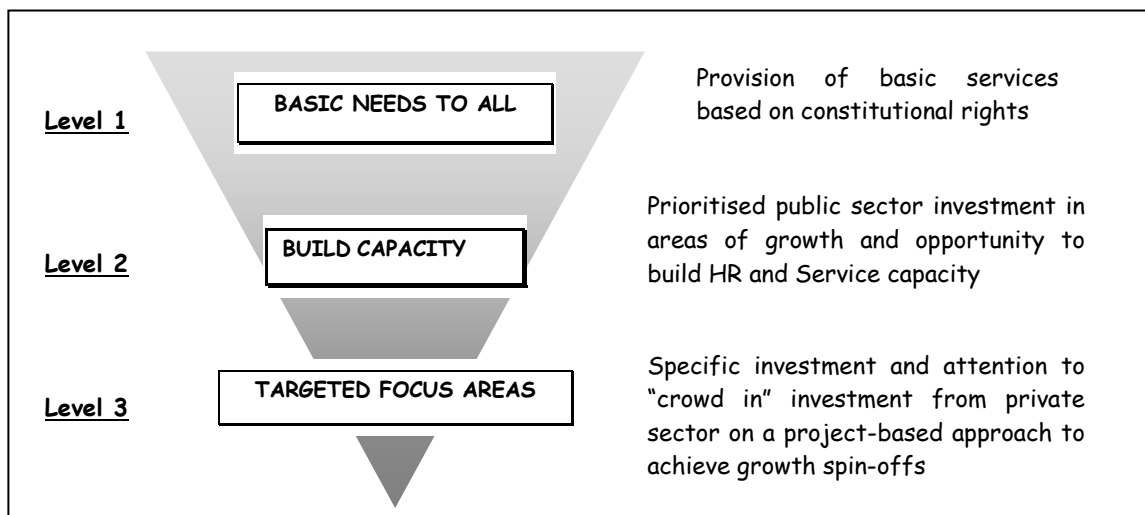 BASIC NEEDS TO ALL
Level 1
Provision of basic services
based on constitutional rights
BUILD CAPACITY
Level 2
Prioritised public sector investment in
areas of growth and opportunity to
build HR and Service capacity
TARGETED FOCUS AREAS
Level 3
Specific investment and attention to
“crowd in” investment from private
sector on a project-based approach to
achieve growth spin-offs